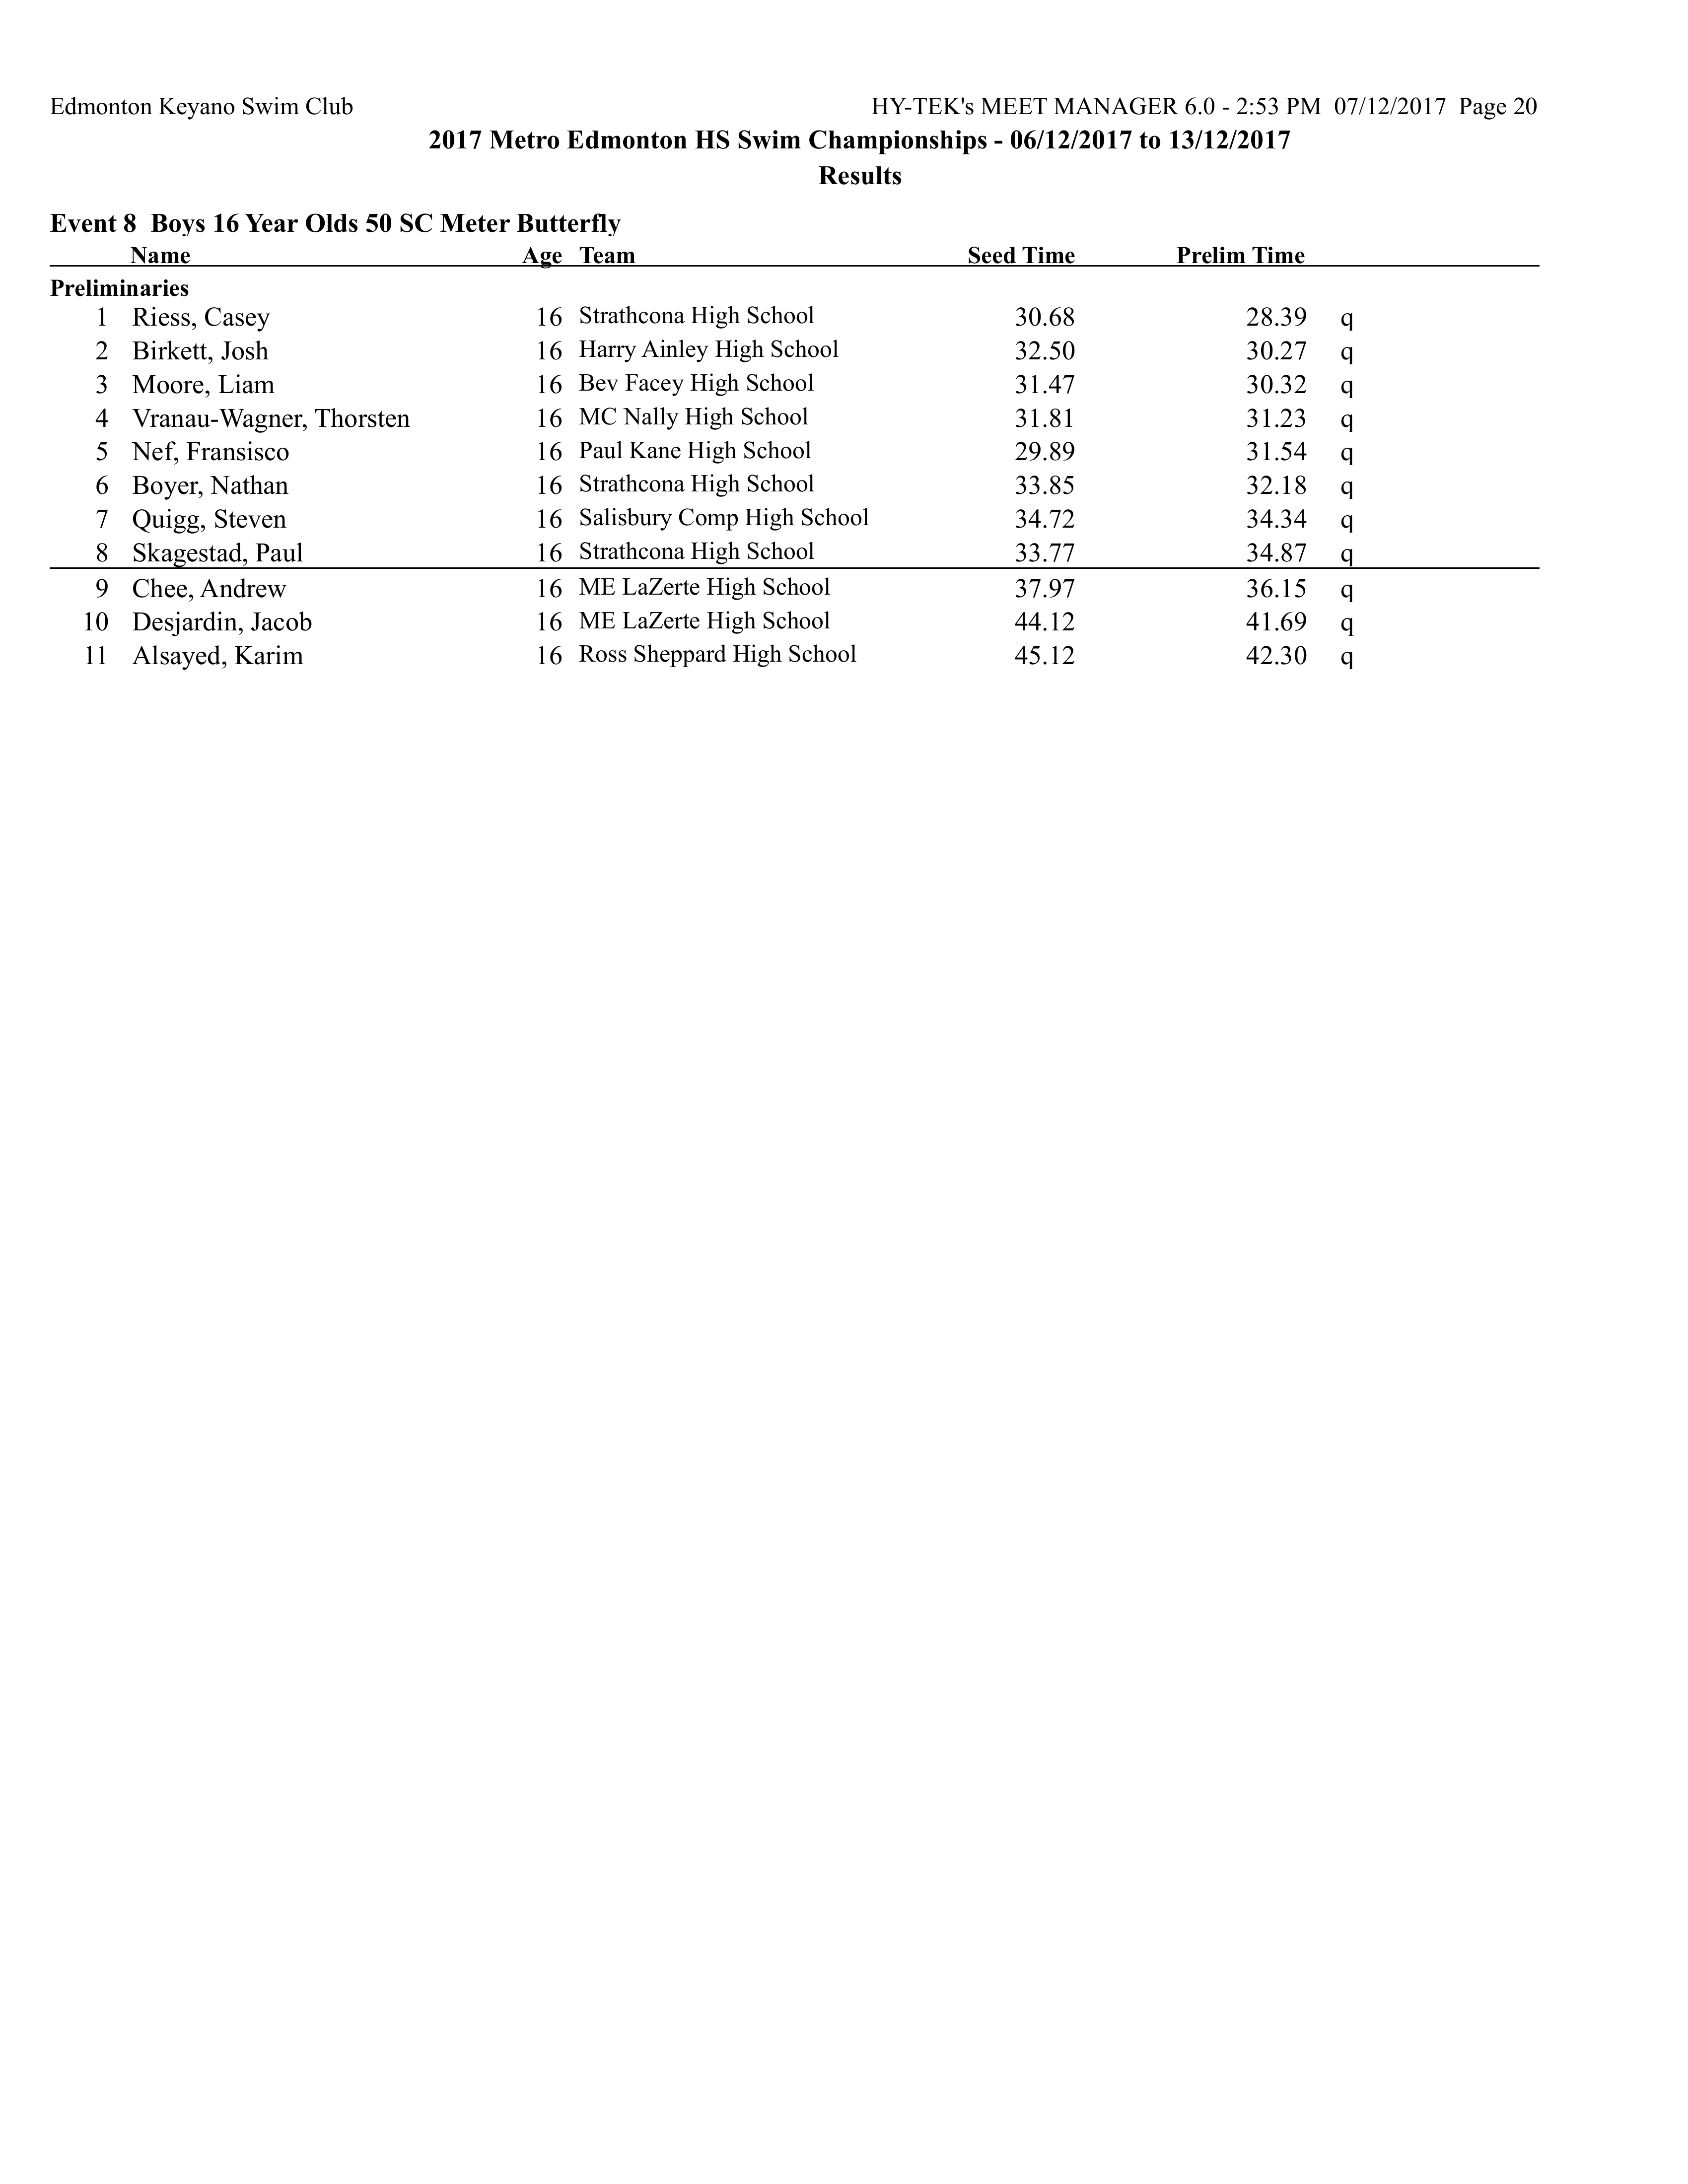 Edmonton Keyano Swim Club HY-TEK's MEET MANAGER 6.0 - 2:53 PM 07/12/2017 Page 20
2017 Metro Edmonton HS Swim Championships - 06/12/2017 to 13/12/2017
Results
Event 8 Boys 16 Year Olds 50 SC Meter Butterfly
Name Age Team Seed Time Prelim Time
Preliminaries
1 Riess, Casey 16 Strathcona High School 30.68 28.39 q
2 Birkett, Josh 16 Harry Ainley High School 32.50 30.27 q
3 Moore, Liam 16 Bev Facey High School 31.47 30.32 q
4 Vranau-Wagner, Thorsten 16 MC Nally High School 31.81 31.23 q
5 Nef, Fransisco 16 Paul Kane High School 29.89 31.54 q
6 Boyer, Nathan 16 Strathcona High School 33.85 32.18 q
7 Quigg, Steven 16 Salisbury Comp High School 34.72 34.34 q
8 Skagestad, Paul 16 Strathcona High School 33.77 34.87 q
9 Chee, Andrew 16 ME LaZerte High School 37.97 36.15 q
10 Desjardin, Jacob 16 ME LaZerte High School 44.12 41.69 q
11 Alsayed, Karim 16 Ross Sheppard High School 45.12 42.30 q